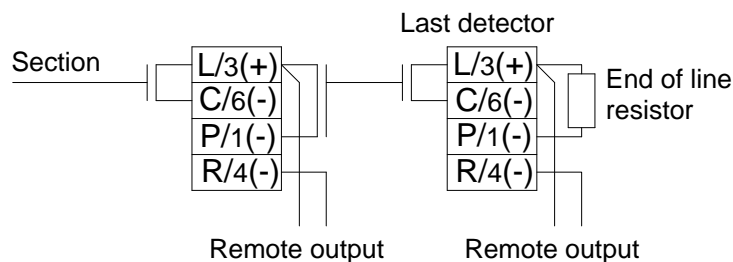 Last detector
Section
L/3(+)
C/6(-)
P/1(-)
R/4(-)
L/3(+)
C/6(-)
P/1(-)
R/4(-)
End of line
resistor
Remote output
Remote output